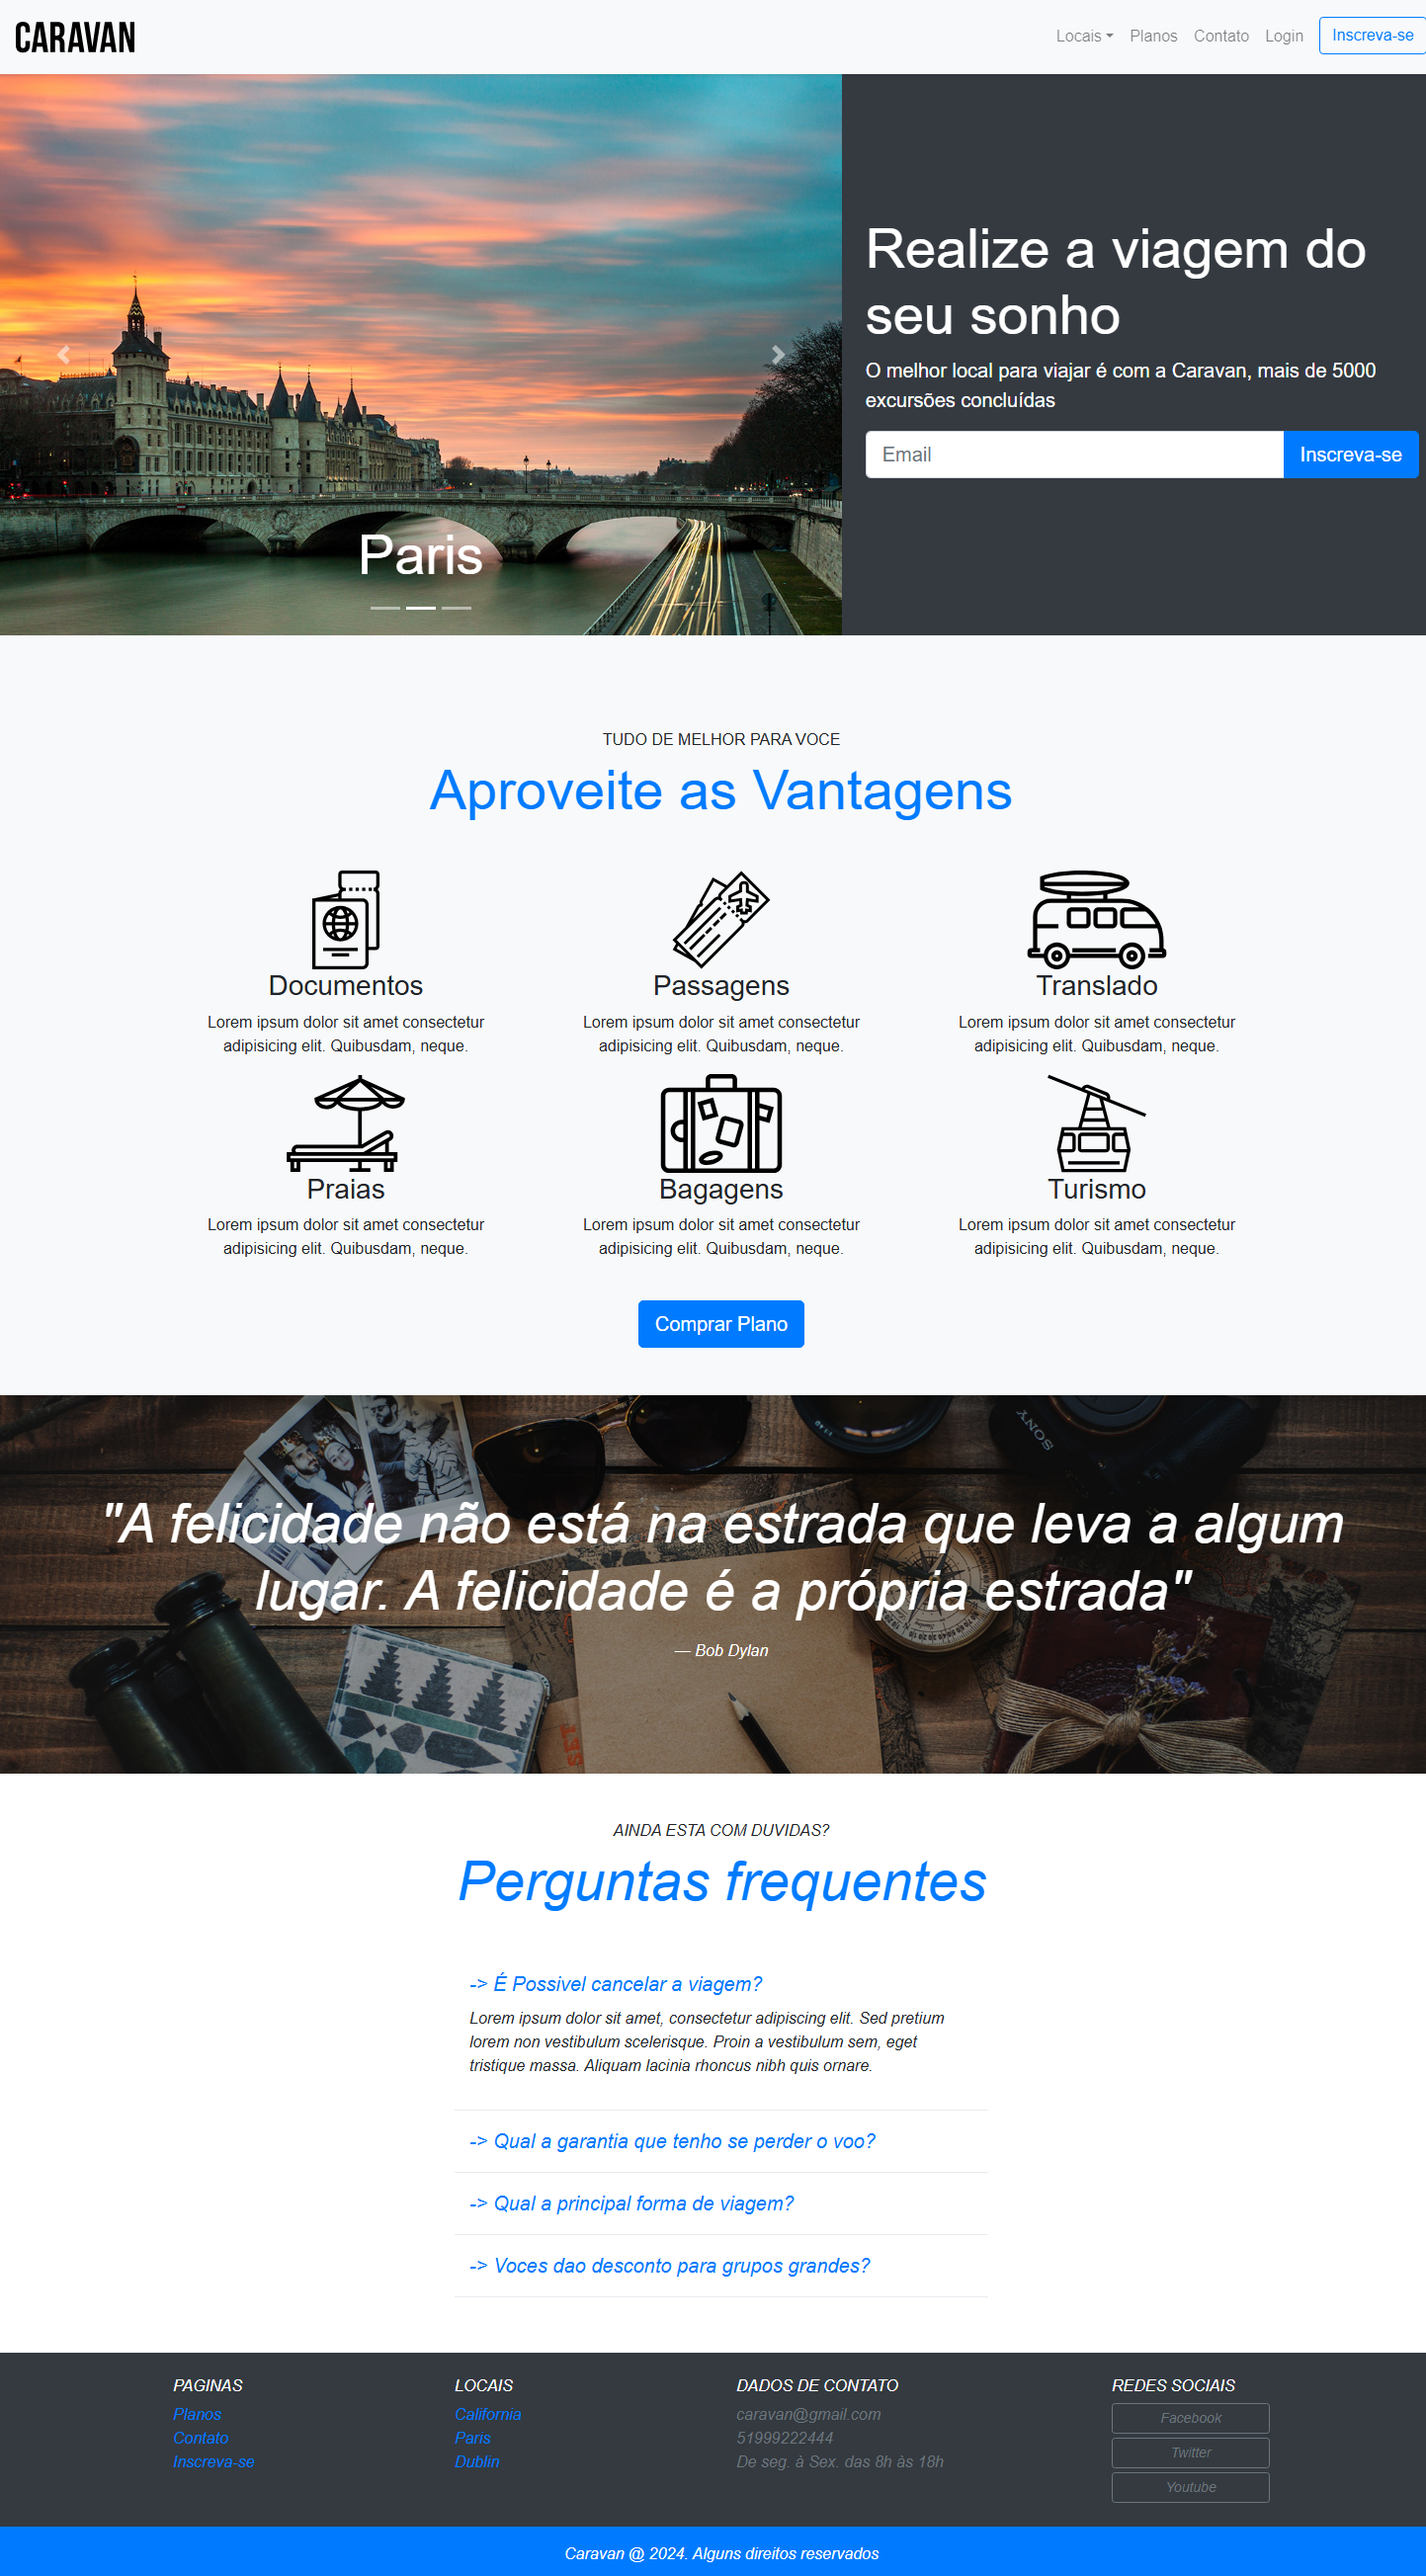 CARAVAN
Locais
Planos
Contato
Login
Inscreva-se
Realize a viagem do
seu sonho
O melhor local para viajar é com a Caravan, mais de 5000
excursões concluídas
Email
Inscreva-se
Paris
TUDO DE MELHOR PARA VOCE
Aproveite as Vantagens
Documentos
Lorem ipsum dolor sit amet consectetur
adipisicing elit. Quibusdam, neque.
Passagens
Lorem ipsum dolor sit amet consectetur
adipisicing elit. Quibusdam, neque.
Translado
Lorem ipsum dolor sit amet consectetur
adipisicing elit. Quibusdam, neque.
Praias
Lorem ipsum dolor sit amet consectetur
adipisicing elit. Quibusdam, neque.
Bagagens
Lorem ipsum dolor sit amet consectetur
adipisicing elit. Quibusdam, neque.
Turismo
Lorem ipsum dolor sit amet consectetur
adipisicing elit. Quibusdam, neque.
Comprar Plano
SONY
"A felicidade não está na estrada que leva a algum
lugar. A felicidade é a própria estrada"
— Bob Dylan
AINDA ESTA COM DUVIDAS?
Perguntas frequentes
-> É Possivel cancelar a viagem?
Lorem ipsum dolor sit amet, consectetur adipiscing elit. Sed pretium
lorem non vestibulum scelerisque. Proin a vestibulum sem, eget
tristique massa. Aliquam lacinia rhoncus nibh quis ornare.
-> Qual a garantia que tenho se perder o voo?
-> Qual a principal forma de viagem?
-> Voces dao desconto para grupos grandes?
PAGINAS
Planos
Contato
Inscreva-se
LOCAIS
California
Paris
Dublin
DADOS DE CONTATO
caravan@gmail.com
51999222444
De seg. à Sex. das 8h às 18h
REDES SOCIAIS
Facebook
Twitter
Youtube
Caravan @ 2024. Alguns direitos reservados